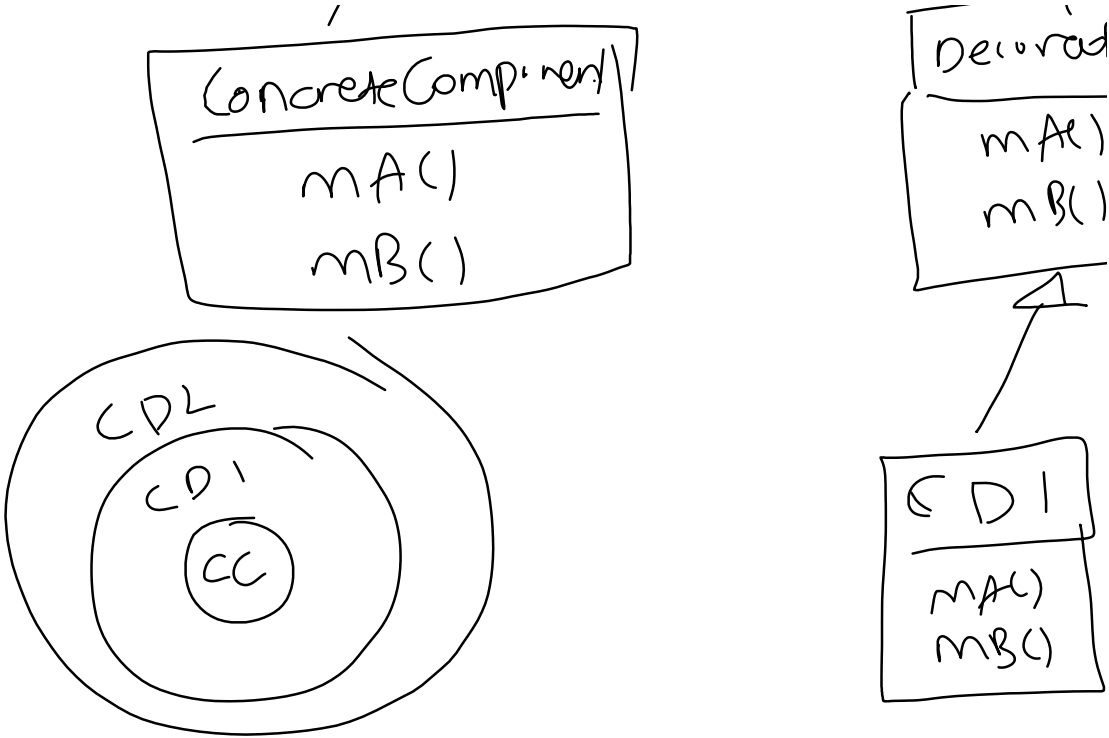 ConcreteComponent
mA()
mB()
mA()
mB()
CD2
CD1
CC
CD1
mA()
mB()